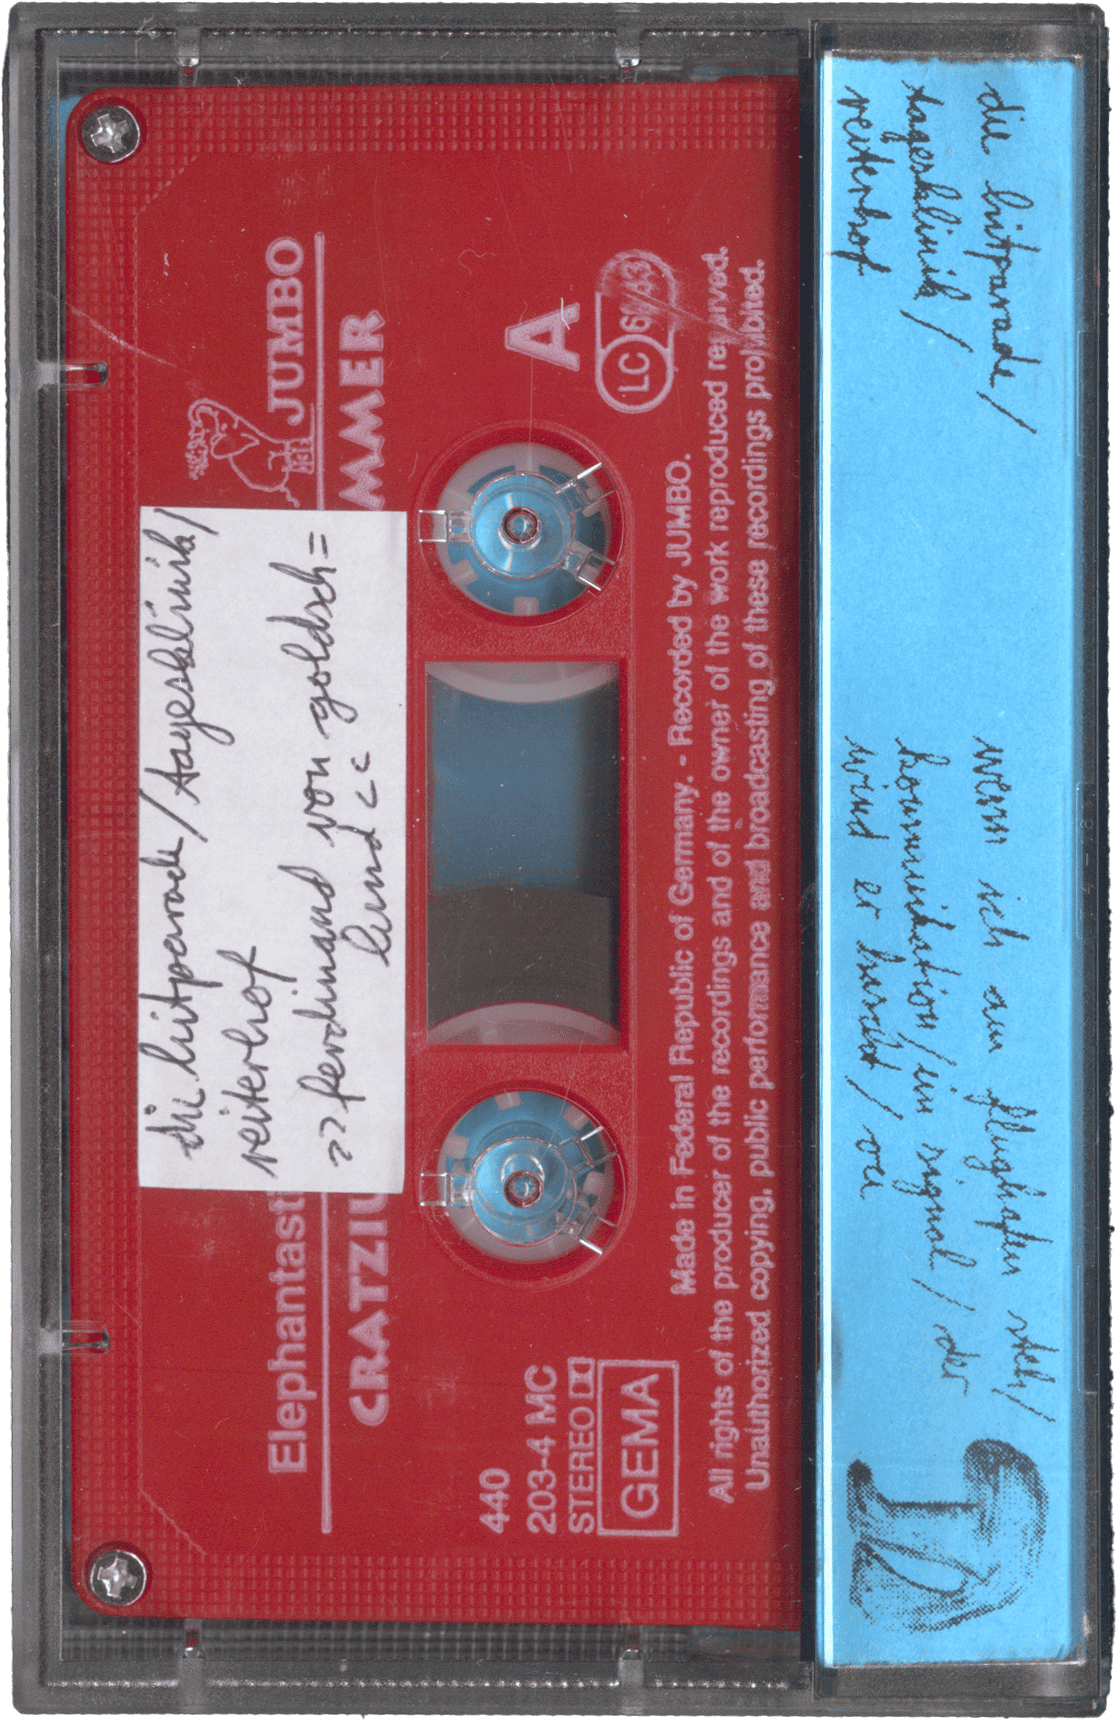 JUMBO
Elephantast
CRATZIU MMER
die hitparade/tagesklinik/
reiterhof
>> ferdinand von goldsch=
lund <<
A
LC
440
203-4 MC
STEREO
GEMA
Made in Federal Republic of Germany. - Recorded by JUMBO.
All rights of the producer of the recordings and of the owner of the work reproduced reserved.
Unauthorized copying, public performance and broadcasting of these recordings prohibited.
die hitparade/
tagesklinik/
reiterhof
wenn ich am flughafen steh/
kommunikation/ein signal/der
wind er kommt/